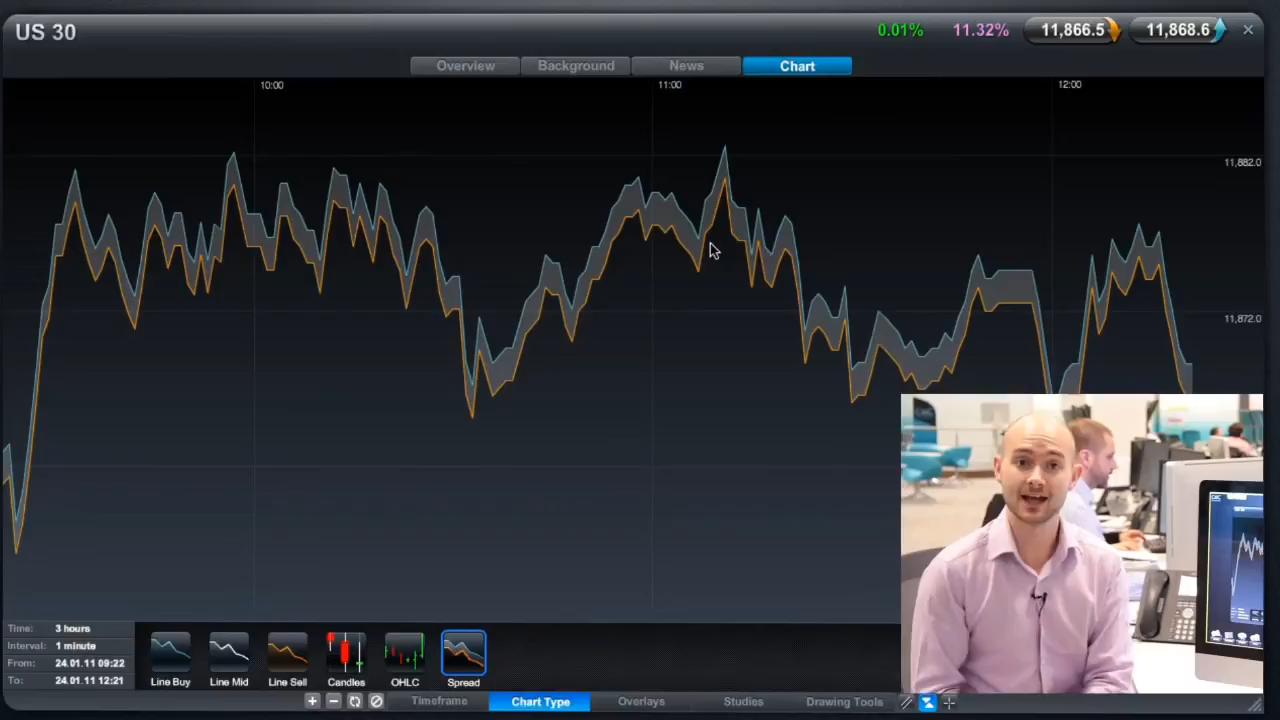 US 30
0.01% 11.32% 11,866.5 11,868.6
Overview Background News Chart
10:00 11:00 12:00
11,882.0
11,872.0
Time: 3 hours
Interval: 1 minute
From: 24.01.11 09:22
To: 24.01.11 12:21
Line Buy Line Mid Line Sell Candles OHLC Spread
Timeframe Chart Type Overlays Studies Drawing Tools